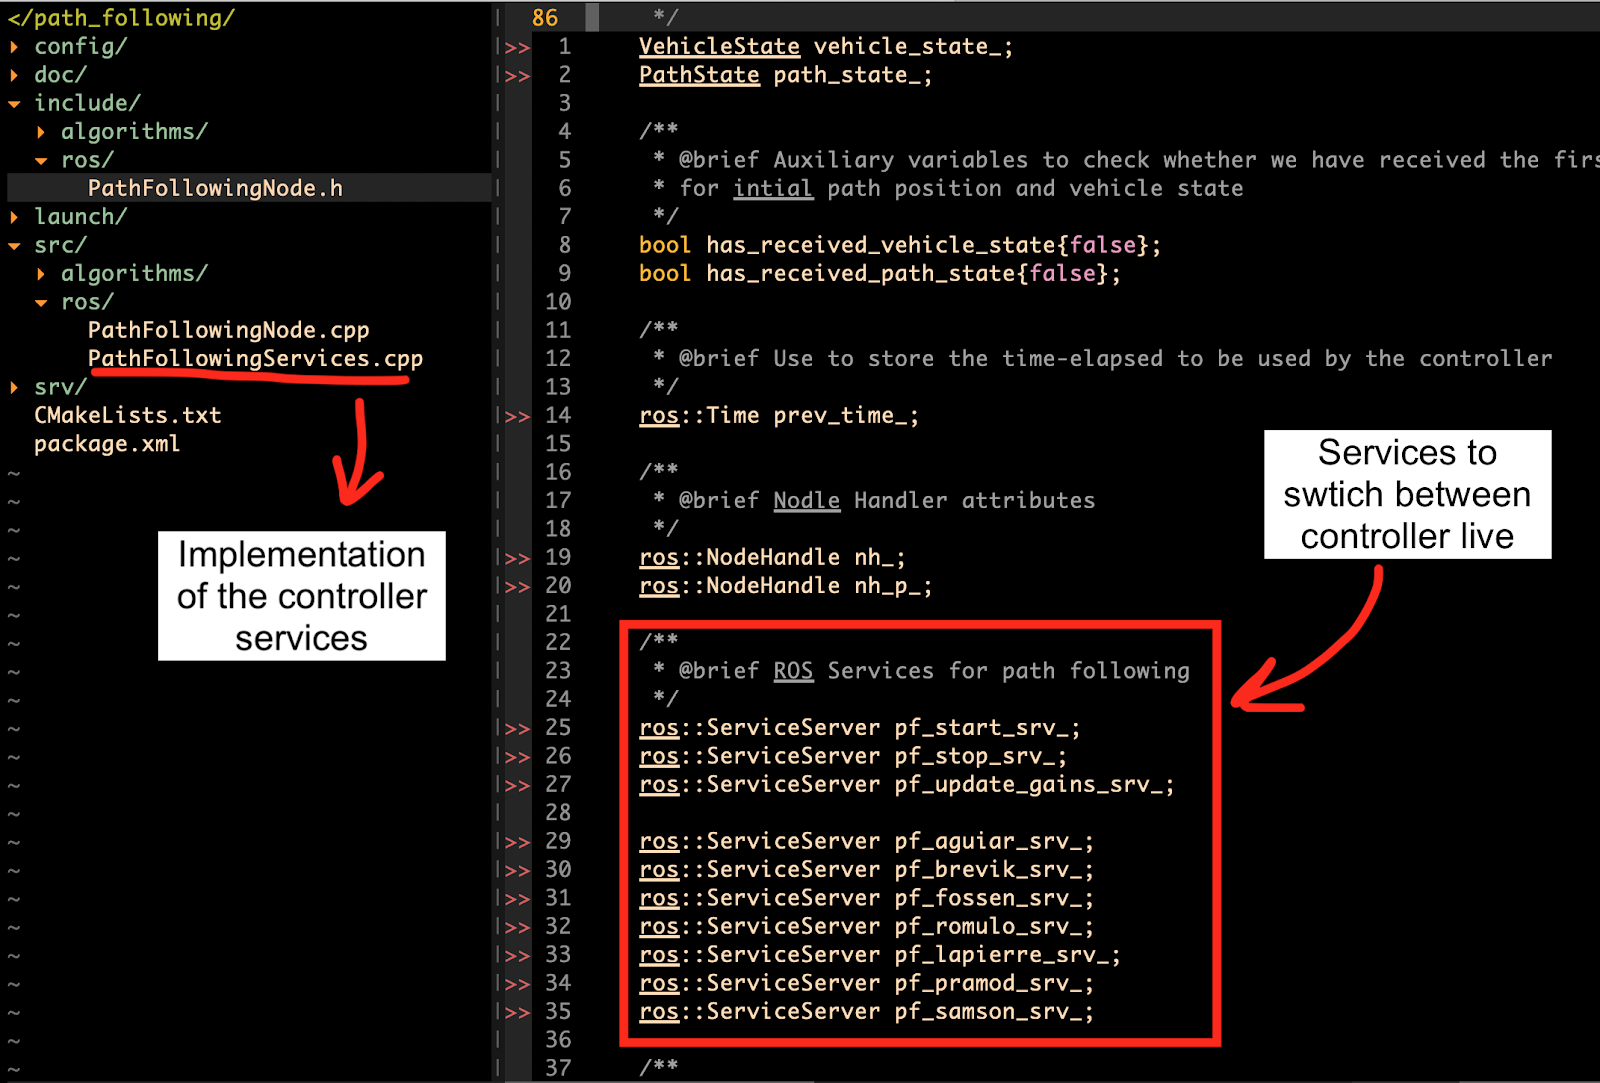 </path_following/
▸ config/
▸ doc/
▾ include/
▸ algorithms/
▾ ros/
PathFollowingNode.h
▸ launch/
▾ src/
▸ algorithms/
▾ ros/
PathFollowingNode.cpp
PathFollowingServices.cpp
▸ srv/
CMakeLists.txt
package.xml
Implementation
of the controller
services
86 */
>> 1 VehicleState vehicle_state_;
>> 2 PathState path_state_;
3
4 /**
5 * @brief Auxiliary variables to check whether we have received the firs
6 * for intial path position and vehicle state
7 */
8 bool has_received_vehicle_state{false};
9 bool has_received_path_state{false};
10
11 /**
12 * @brief Use to store the time-elapsed to be used by the controller
13 */
>> 14 ros::Time prev_time_;
15
16 /**
17 * @brief Nodle Handler attributes
18 */
>> 19 ros::NodeHandle nh_;
>> 20 ros::NodeHandle nh_p_;
21
22 /**
23 * @brief ROS Services for path following
24 */
>> 25 ros::ServiceServer pf_start_srv_;
>> 26 ros::ServiceServer pf_stop_srv_;
>> 27 ros::ServiceServer pf_update_gains_srv_;
28
>> 29 ros::ServiceServer pf_aguiar_srv_;
>> 30 ros::ServiceServer pf_brevik_srv_;
>> 31 ros::ServiceServer pf_fossen_srv_;
>> 32 ros::ServiceServer pf_romulo_srv_;
>> 33 ros::ServiceServer pf_lapierre_srv_;
>> 34 ros::ServiceServer pf_pramod_srv_;
>> 35 ros::ServiceServer pf_samson_srv_;
36
37 /**
Services to
swtich between
controller live